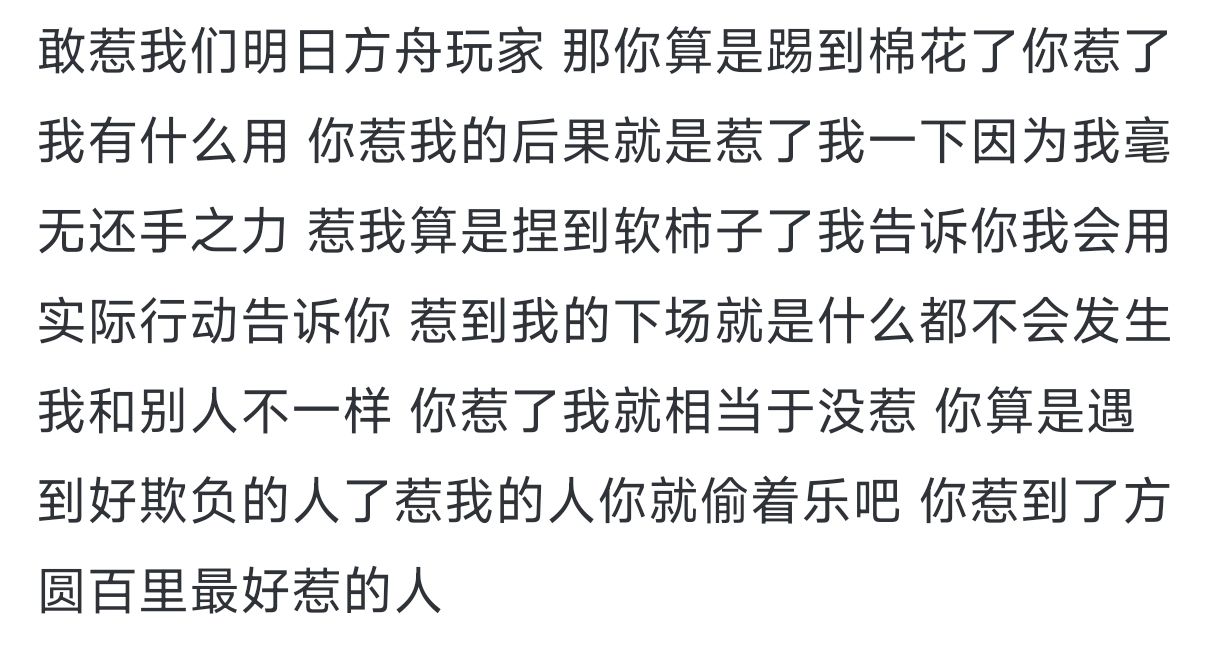 敢惹我们明日方舟玩家 那你算是踢到棉花了你惹了
我有什么用 你惹我的后果就是惹了我一下因为我毫
无还手之力 惹我算是捏到软柿子了我告诉你我会用
实际行动告诉你 惹到我的下场就是什么都不会发生
我和别人不一样 你惹了我就相当于没惹 你算是遇
到好欺负的人了惹我的人你就偷着乐吧 你惹到了方
圆百里最好惹的人